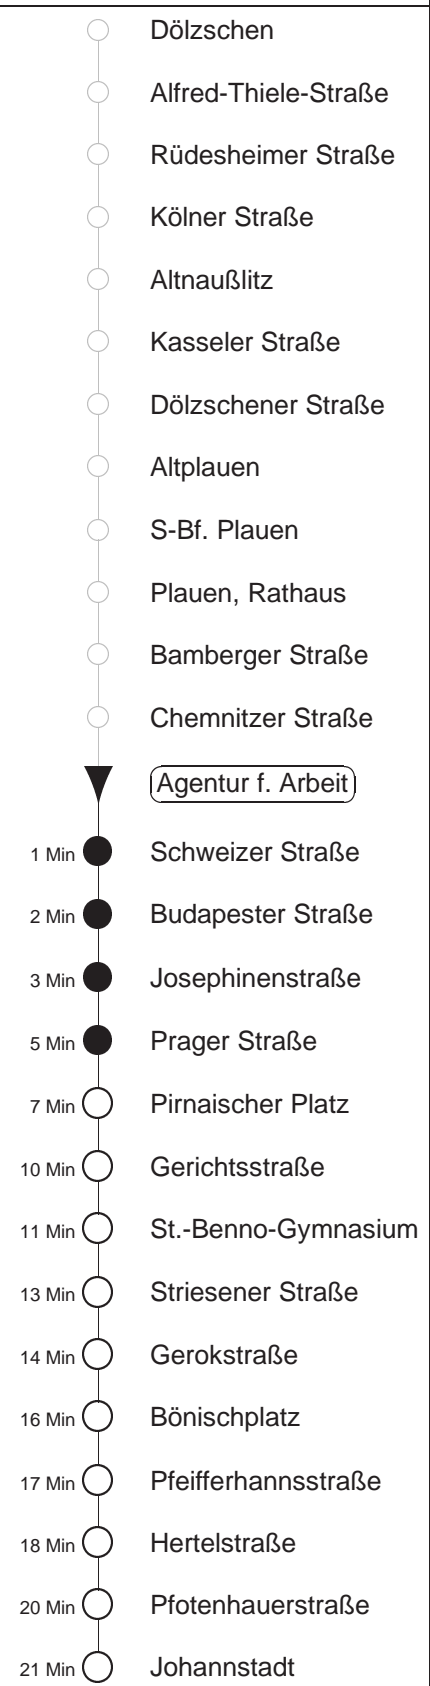 Dölzschen
Alfred-Thiele-Straße
Rüdesheimer Straße
Kölner Straße
Altnaußlitz
Kasseler Straße
Dölzschener Straße
Altplauen
S-Bf. Plauen
Plauen, Rathaus
Bamberger Straße
Chemnitzer Straße
Agentur f. Arbeit
1 Min Schweizer Straße
2 Min Budapester Straße
3 Min Josephinenstraße
5 Min Prager Straße
7 Min Pirnaischer Platz
10 Min Gerichtsstraße
11 Min St.-Benno-Gymnasium
13 Min Striesener Straße
14 Min Gerokstraße
16 Min Bönischplatz
17 Min Pfeifferhannsstraße
18 Min Hertelstraße
20 Min Pfotenhauerstraße
21 Min Johannstadt